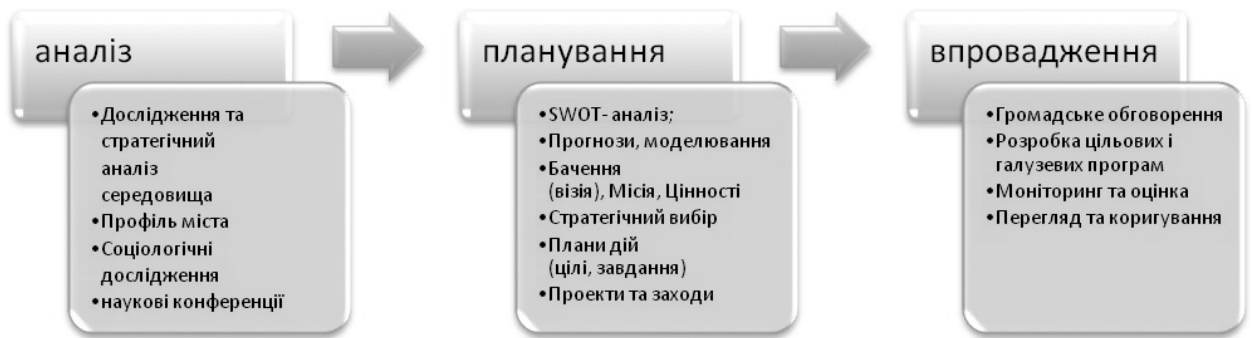 аналіз
•Дослідження та
стратегічний
аналіз
середовища
•Профіль міста
•Соціологічні
дослідження
•наукові конференції
планування
•SWOT- аналіз;
•Прогнози, моделювання
•Бачення
(візія), Місія, Цінності
•Стратегічний вибір
•Плани дій
(цілі, завдання)
•Проекти та заходи
впровадження
•Громадське обговорення
•Розробка цільових і
галузевих програм
•Моніторинг та оцінка
•Перегляд та коригування